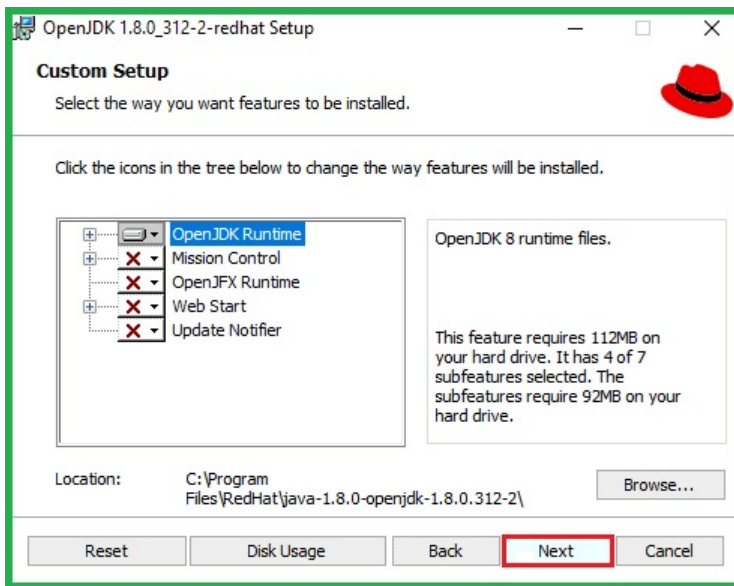 OpenJDK 1.8.0_312-2-redhat Setup
Custom Setup
Select the way you want features to be installed.
Click the icons in the tree below to change the way features will be installed.
OpenJDK Runtime
Mission Control
OpenJFX Runtime
Web Start
Update Notifier
OpenJDK 8 runtime files.
This feature requires 112MB on
your hard drive. It has 4 of 7
subfeatures selected. The
subfeatures require 92MB on your
hard drive.
Location:
C:\Program
Files\RedHat\java-1.8.0-openjdk-1.8.0.312-2\
Browse...
Reset
Disk Usage
Back
Next
Cancel